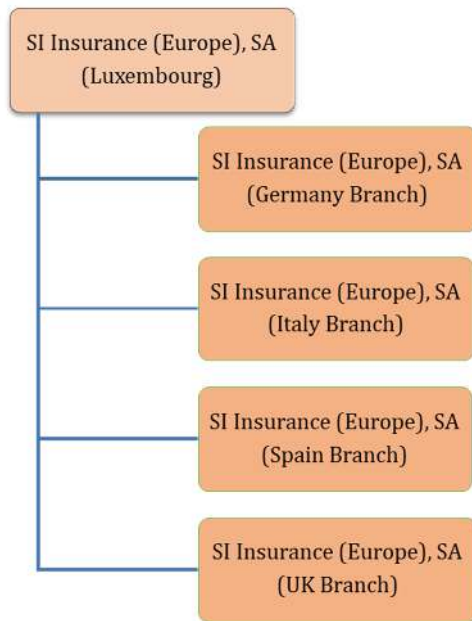 SI Insurance (Europe), SA
(Luxembourg)
SI Insurance (Europe), SA
(Germany Branch)
SI Insurance (Europe), SA
(Italy Branch)
SI Insurance (Europe), SA
(Spain Branch)
SI Insurance (Europe), SA
(UK Branch)